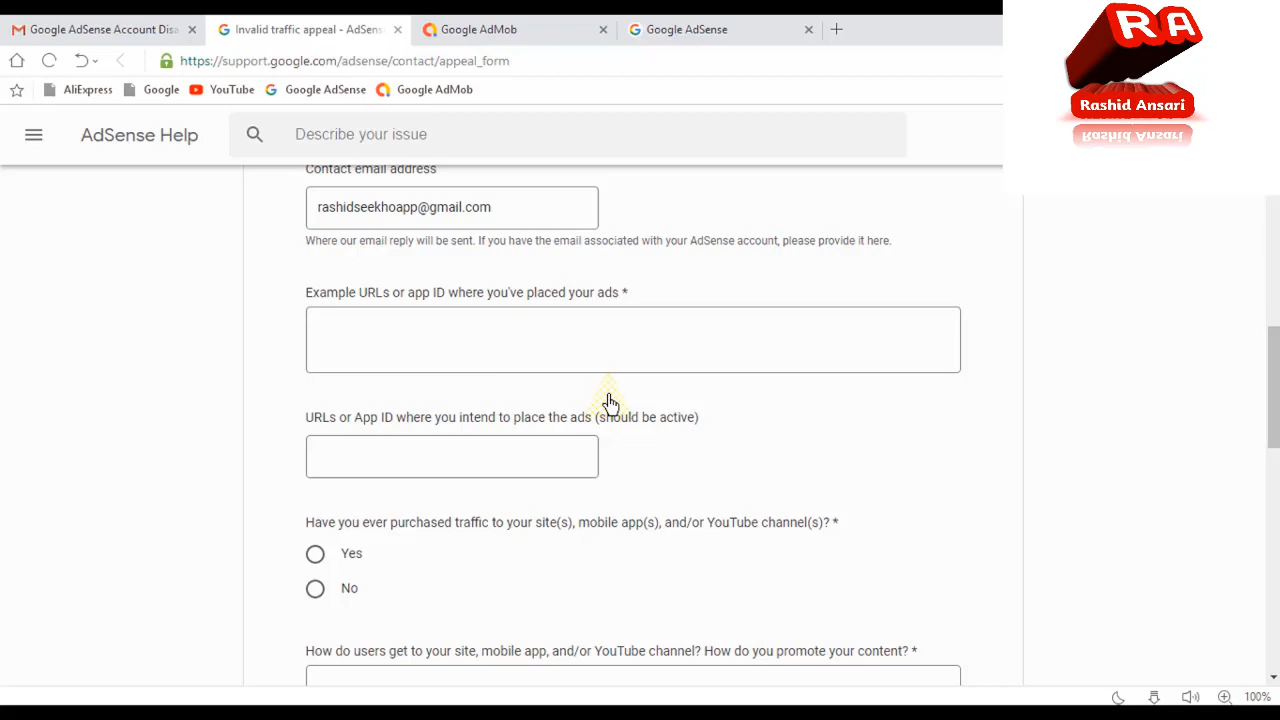 Google AdSense Account Disa
Invalid traffic appeal - AdSens
Google AdMob
Google AdSense
https://support.google.com/adsense/contact/appeal_form
AliExpress
Google
YouTube
Google AdSense
Google AdMob
RA
Rashid Ansari
Rashid Ansari
AdSense Help
Describe your issue
Contact email address
rashidseekhoapp@gmail.com
Where our email reply will be sent. If you have the email associated with your AdSense account, please provide it here.
Example URLs or app ID where you've placed your ads *
URLs or App ID where you intend to place the ads (should be active)
Have you ever purchased traffic to your site(s), mobile app(s), and/or YouTube channel(s)? *
Yes
No
How do users get to your site, mobile app, and/or YouTube channel? How do you promote your content? *
100%